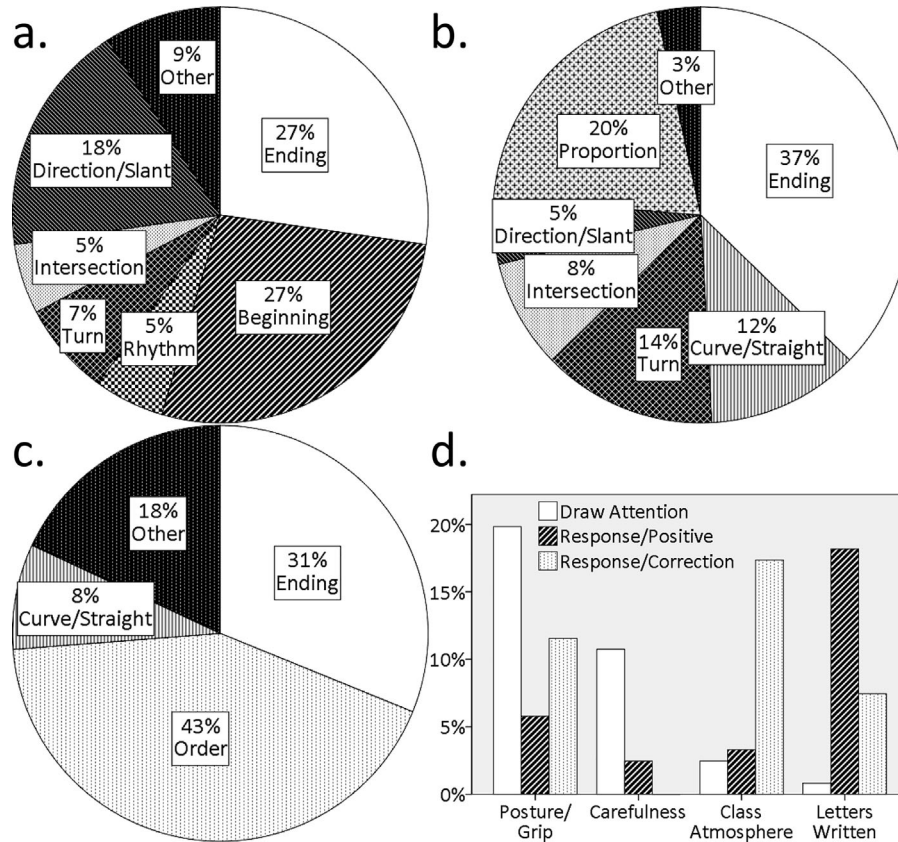 a.
9%
Other
27%
Ending
18%
Direction/Slant
5%
Intersection
7%
Turn
5%
Rhythm
27%
Beginning
b.
3%
Other
20%
Proportion
37%
Ending
5%
Direction/Slant
8%
Intersection
14%
Turn
12%
Curve/Straight
c.
18%
Other
31%
Ending
8%
Curve/Straight
43%
Order
d.
Draw Attention
Response/Positive
Response/Correction
20%
15%
10%
5%
0%
Posture/
Grip
Carefulness
Class
Atmosphere
Letters
Written